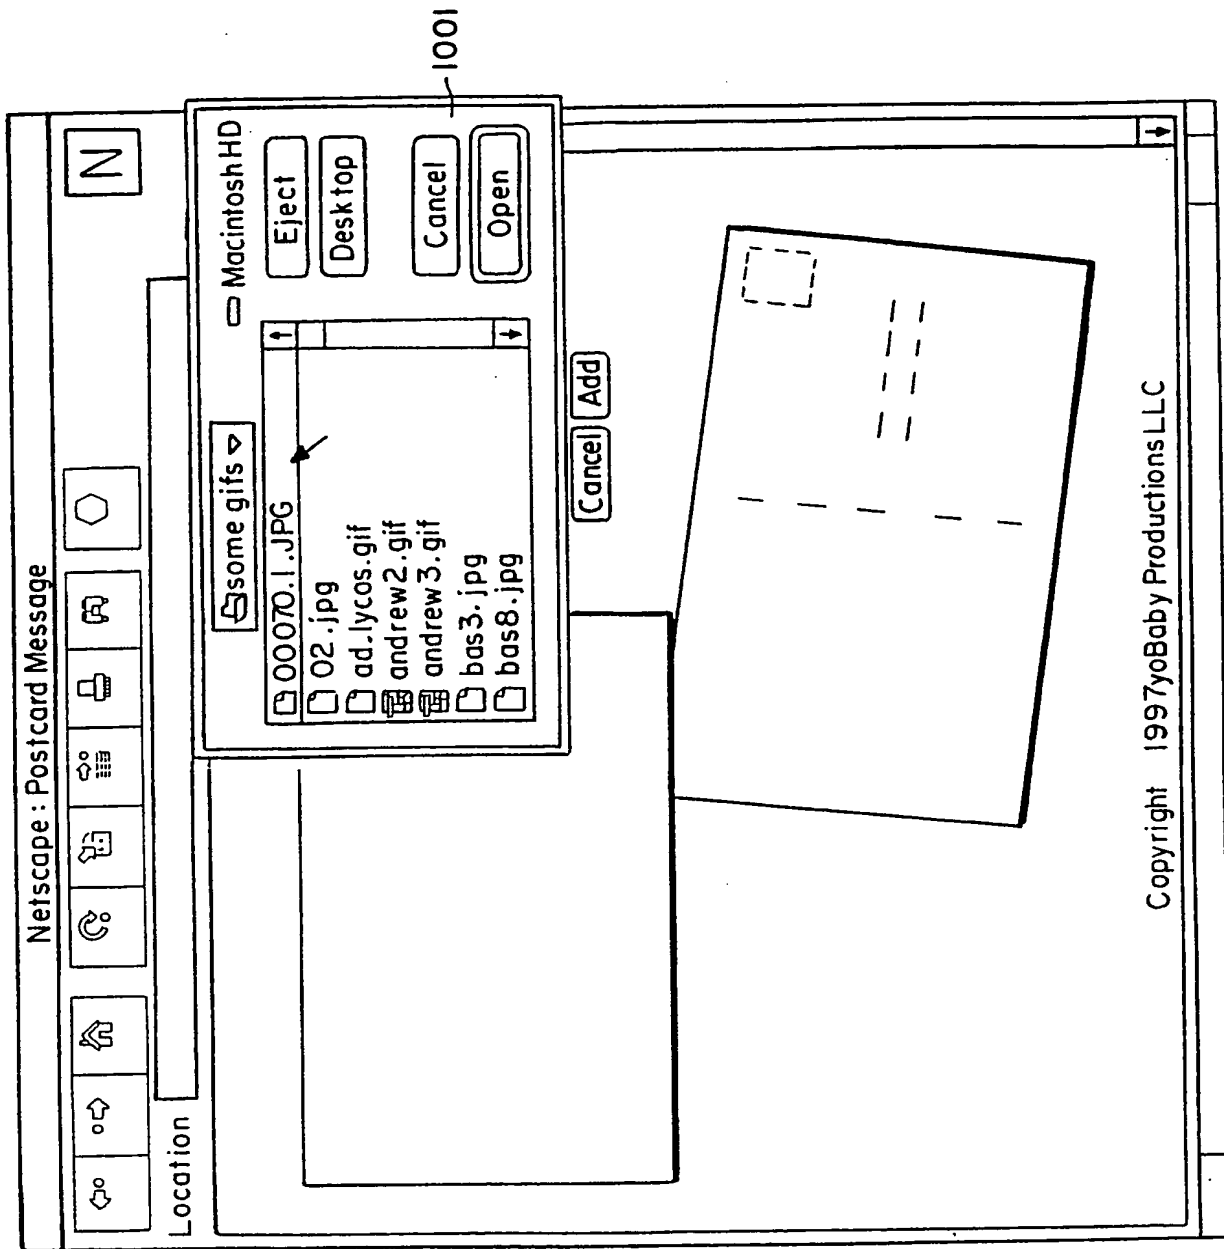 Netscape : Postcard Message
N
Location
some gifs
Macintosh HD
00070.1.JPG
02.jpg
ad.lycos.gif
andrew2.gif
andrew3.gif
bas3.jpg
bas8.jpg
Eject
Desktop
Cancel
Open
1001
Cancel Add
Copyright 1997yoBaby Productions LLC